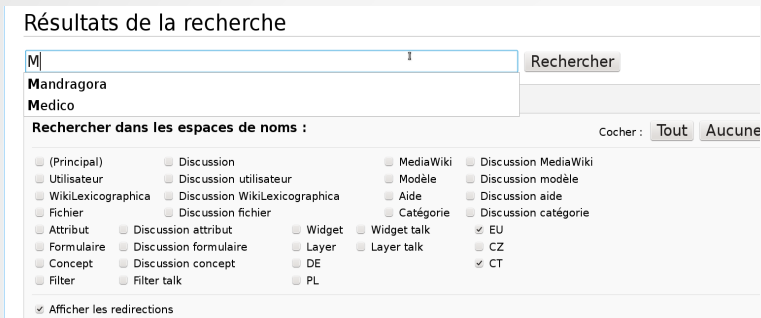 Résultats de la recherche
M Rechercher
Mandragora
Medico
Rechercher dans les espaces de noms : Cocher : Tout Aucune
(Principal) Discussion MediaWiki Discussion MediaWiki
Utilisateur Discussion utilisateur Modèle Discussion modèle
WikiLexicographica Discussion WikiLexicographica Aide Discussion aide
Fichier Discussion fichier Catégorie Discussion catégorie
Attribut Discussion attribut Widget Widget talk EU
Formulaire Discussion formulaire Layer Layer talk CZ
Concept Discussion concept DE CT
Filter Filter talk PL
Afficher les redirections